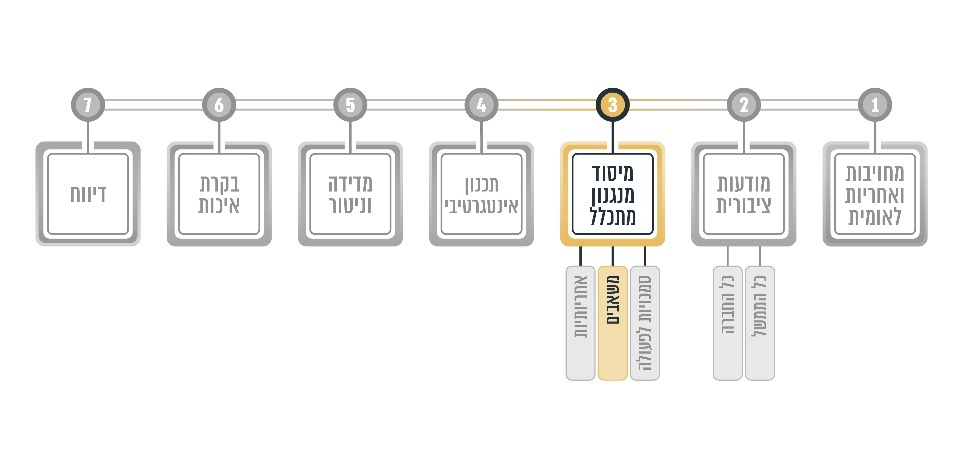 1
2
3
4
5
6
7
מחויבות
ואחריות
לאומית
מודעות
ציבורית
מיסוד
מנגנון
מתכלל
תכנון
אינטגרטיבי
מדידה
וניטור
בקרת
איכות
דיווח
כל הממשל
כל החברה
סמכויות לפעולה
משאבים
אחריותיות